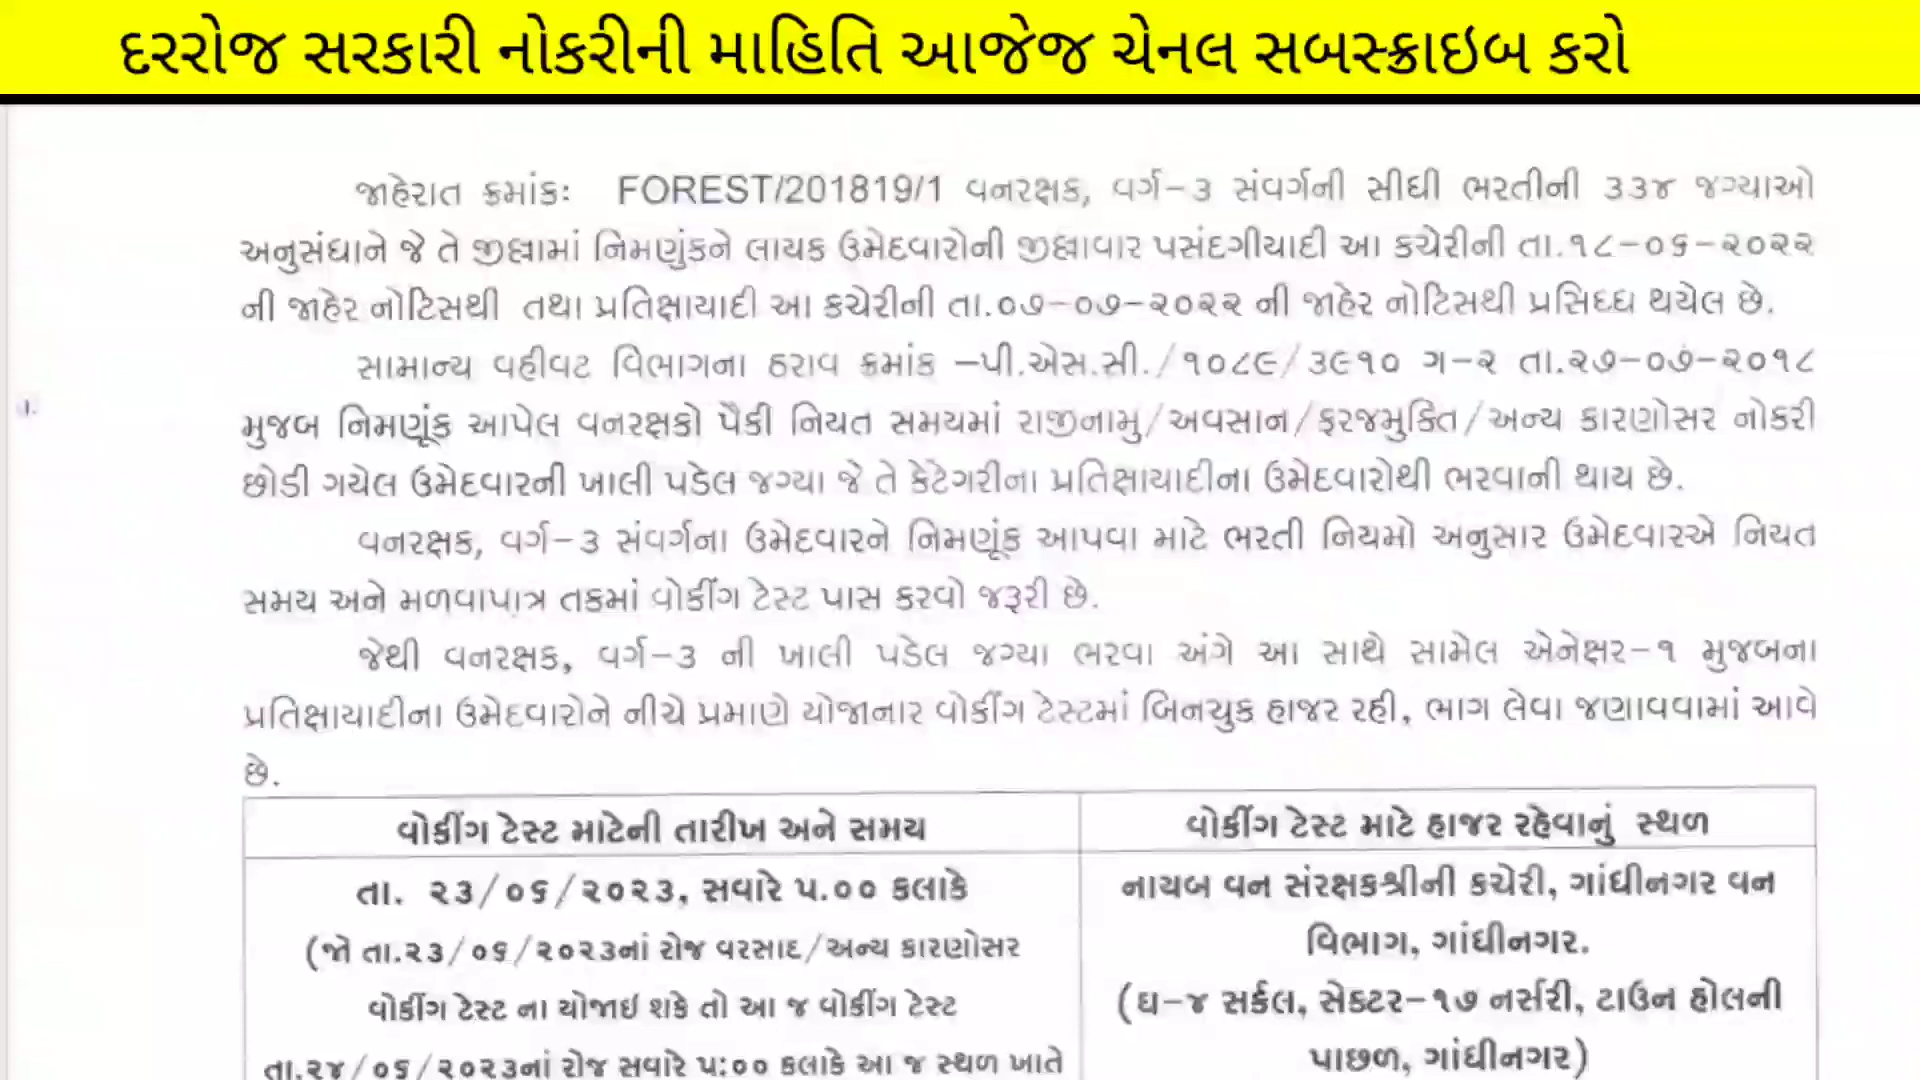 દરરોજ સરકારી નોકરીની માહિતિ આજેજ ચેનલ સબસ્ક્રાઇબ કરો
જાહેરાત ક્રમાંકઃ FOREST/201819/1 વનરક્ષક, વર્ગ-૩ સંવર્ગની સીધી ભરતીની ૩૩૪ જગ્યાઓ
અનુસંધાને જે તે જીલ્લામાં નિમણુંકને લાયક ઉમેદવારોની જીલ્લાવાર પસંદગીયાદી આ કચેરીની તા.૧૮-૦૬-૨૦૨૨
ની જાહેર નોટિસથી તથા પ્રતિક્ષાયાદી આ કચેરીની તા.૦૭-૦૭-૨૦૨૨ ની જાહેર નોટિસથી પ્રસિધ્ધ થયેલ છે.
સામાન્ય વહીવટ વિભાગના ઠરાવ ક્રમાંક -પી.એસ.સી./૧૦૮૯/૩૯૧૦ ગ-૨ તા.૨૭-૦૭-૨૦૧૮
મુજબ નિમણૂંક આપેલ વનરક્ષકો પૈકી નિયત સમયમાં રાજીનામુ/અવસાન/ફરજમુક્તિ/અન્ય કારણોસર નોકરી
છોડી ગયેલ ઉમેદવારની ખાલી પડેલ જગ્યા જે તે કેટેગરીના પ્રતિક્ષાયાદીના ઉમેદવારોથી ભરવાની થાય છે.
વનરક્ષક, વર્ગ-૩ સંવર્ગના ઉમેદવારને નિમણૂંક આપવા માટે ભરતી નિયમો અનુસાર ઉમેદવારએ નિયત
સમય અને મળવાપાત્ર તકમાં વોકીંગ ટેસ્ટ પાસ કરવો જરૂરી છે.
જેથી વનરક્ષક, વર્ગ-૩ ની ખાલી પડેલ જગ્યા ભરવા અંગે આ સાથે સામેલ એનેક્ષર-૧ મુજબના
પ્રતિક્ષાયાદીના ઉમેદવારોને નીચે પ્રમાણે યોજાનાર વોકીંગ ટેસ્ટમાં બિનચુક હાજર રહી, ભાગ લેવા જણાવવામાં આવે
છે.
વોકીંગ ટેસ્ટ માટેની તારીખ અને સમય
તા. ૨૩/૦૬/૨૦૨૩, સવારે ૫.૦૦ કલાકે
(જો તા.૨૩/૦૬/૨૦૨૩નાં રોજ વરસાદ/અન્ય કારણોસર
વોકીંગ ટેસ્ટ ના યોજાઇ શકે તો આ જ વોકીંગ ટેસ્ટ
તા.૨૪/૦૬/૨૦૨૩નાં રોજ સવારે ૫:૦૦ કલાકે આ જ સ્થળ ખાતે
વોકીંગ ટેસ્ટ માટે હાજર રહેવાનું સ્થળ
નાયબ વન સંરક્ષકશ્રીની કચેરી, ગાંધીનગર વન
વિભાગ, ગાંધીનગર.
(ઘ-૪ સર્કલ, સેક્ટર-૧૭ નર્સરી, ટાઉન હોલની
પાછળ, ગાંધીનગર)